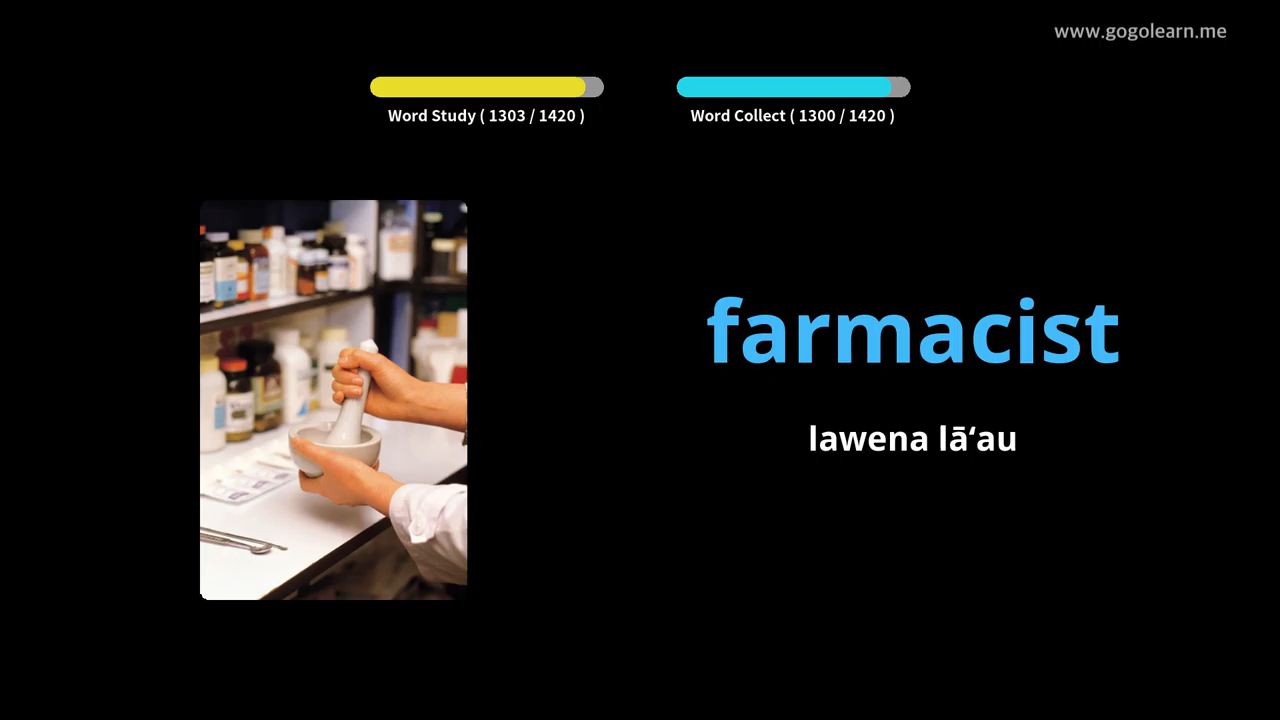 www.gogolearn.me
Word Study ( 1303 / 1420 )
Word Collect ( 1300 / 1420 )
farmacist
lawena lāʻau